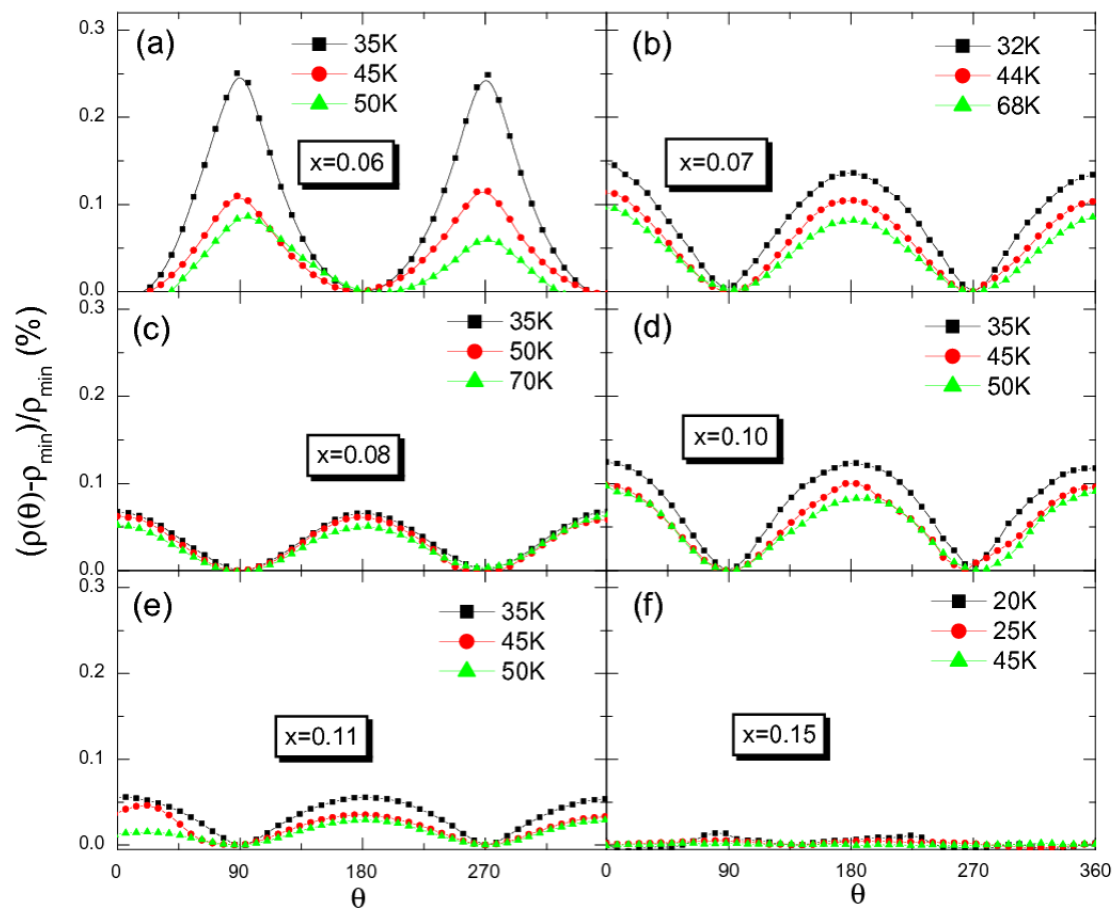 (ρ(θ)-ρmin)/ρmin (%)
0.3
0.2
0.1
0.0
(a)
35K
45K
50K
x=0.06
(b)
32K
44K
68K
x=0.07
0.3
0.2
0.1
0.0
(c)
35K
50K
70K
x=0.08
(d)
35K
45K
50K
x=0.10
0.3
0.2
0.1
0.0
(e)
35K
45K
50K
x=0.11
(f)
20K
25K
45K
x=0.15
0 90 180 270 0 90 180 270 360
θ θ